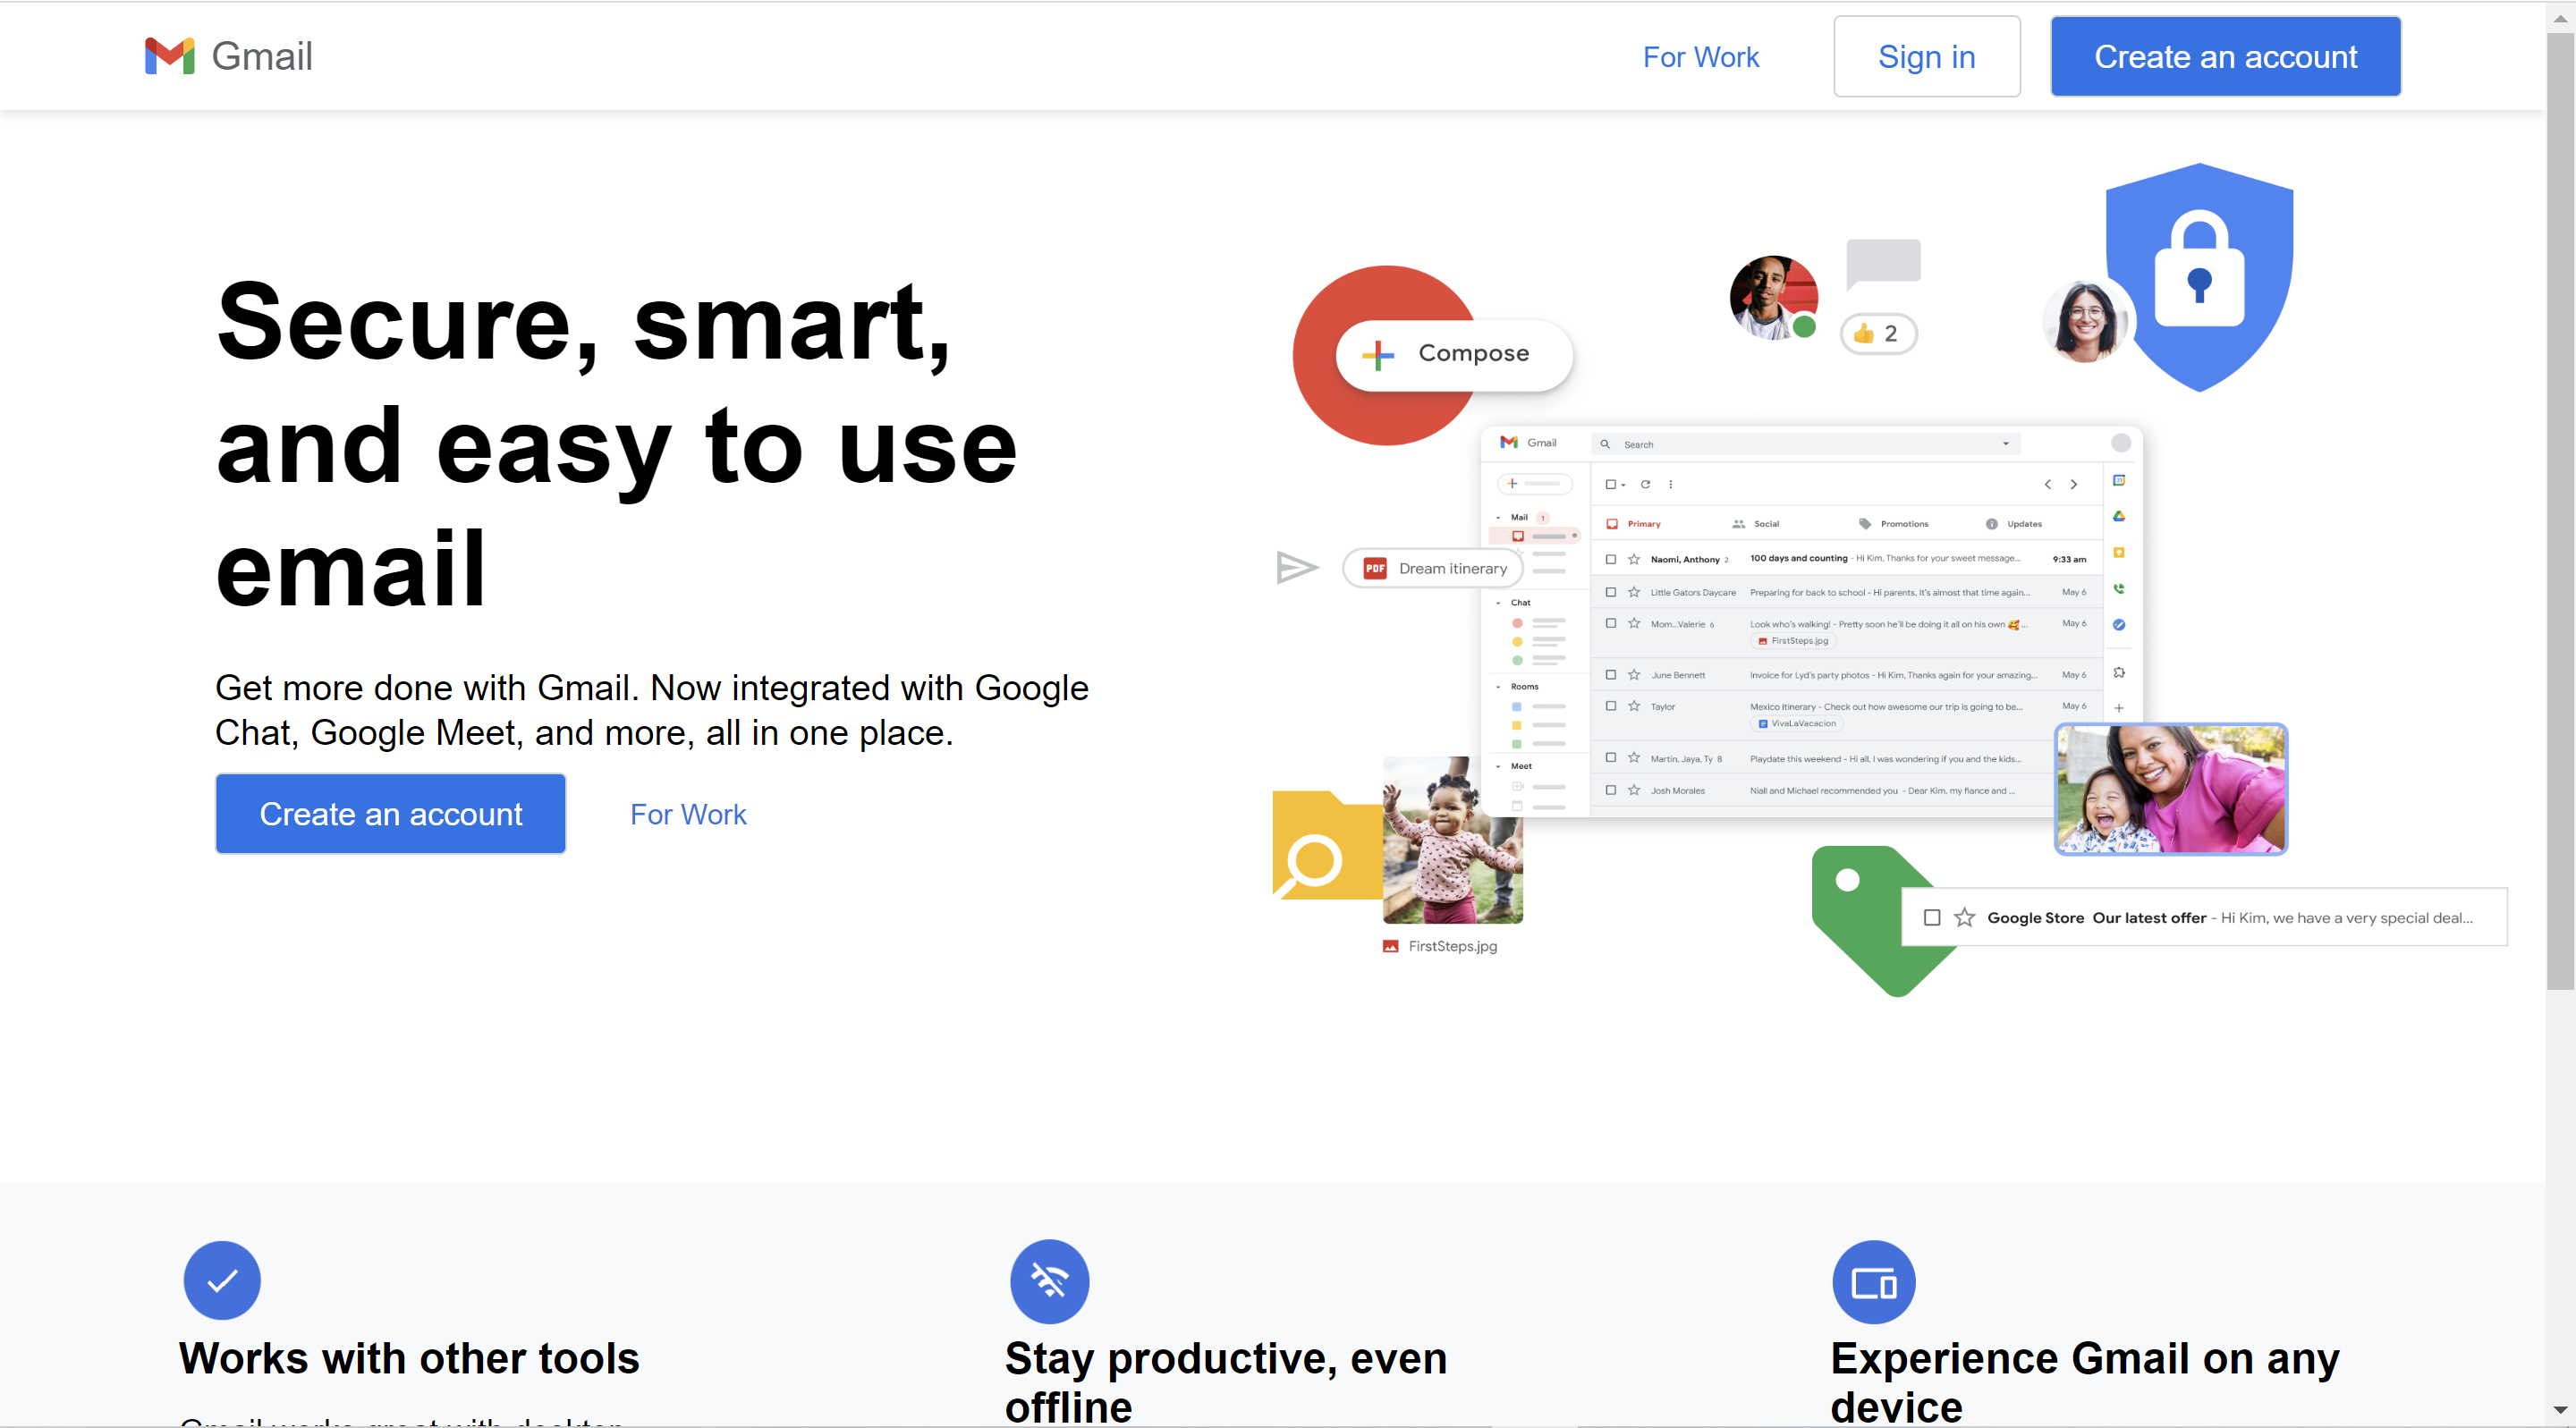 Gmail
For Work
Sign in
Create an account
Secure, smart,
and easy to use
email
Get more done with Gmail. Now integrated with Google
Chat, Google Meet, and more, all in one place.
Create an account
For Work
Compose
👍 2
PDF Dream itinerary
Gmail
Search
Mail 1
Chat
Rooms
Meet
Primary
Social
Promotions
Updates
Naomi, Anthony 2 100 days and counting - Hi Kim, Thanks for your sweet message... 9:33 am
Little Gators Daycare Preparing for back to school - Hi parents, It's almost that time again... May 6
Mom...Valerie 6 Look who's walking! - Pretty soon he'll be doing it all on his own 🥰 ... May 6
FirstSteps.jpg
June Bennett Invoice for Lyd's party photos - Hi Kim, Thanks again for your amazing... May 6
Taylor Mexico Itinerary - Check out how awesome our trip is going to be... May 6
VivaLaVacacion
Martin, Jaya, Ty 8 Playdate this weekend - Hi all, I was wondering if you and the kids...
Josh Morales Niall and Michael recommended you - Dear Kim, my fiance and ...
FirstSteps.jpg
Google Store Our latest offer - Hi Kim, we have a very special deal...
Works with other tools
Stay productive, even
offline
Experience Gmail on any
device
Gmail works great with desktop